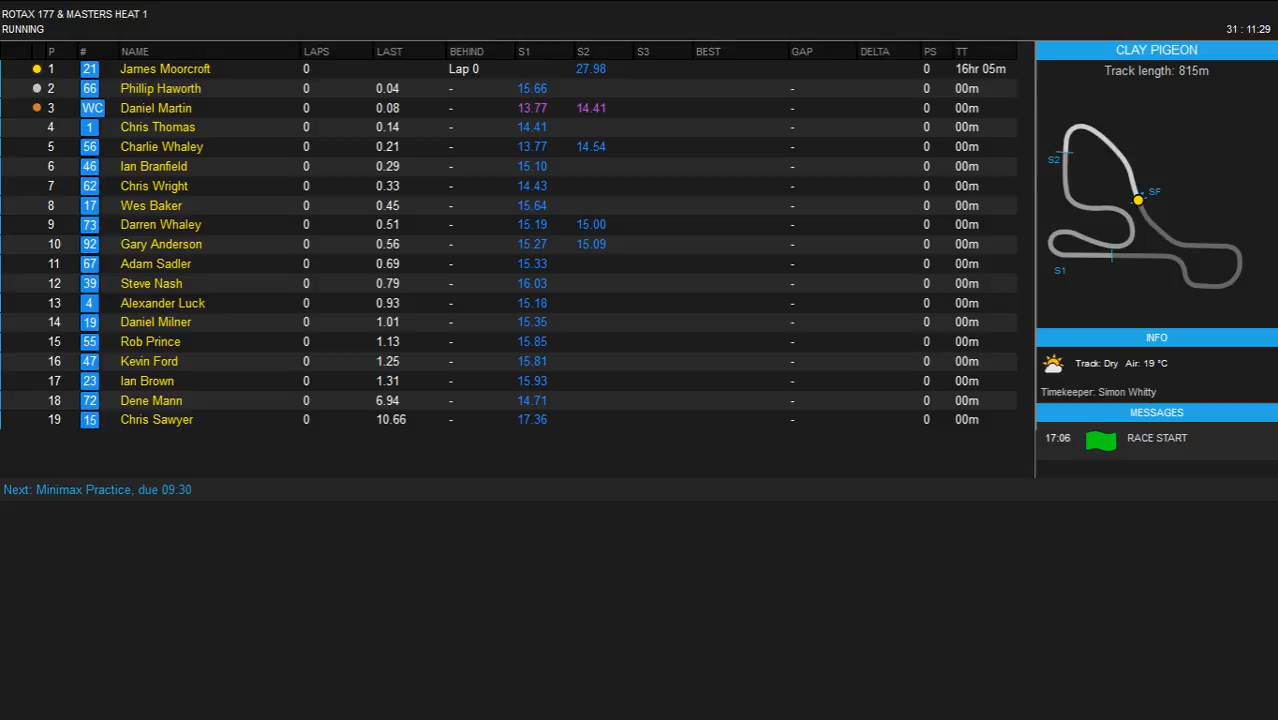 ROTAX 177 & MASTERS HEAT 1
RUNNING
31 : 11:29
P # NAME LAPS LAST BEHIND S1 S2 S3 BEST GAP DELTA PS TT
1 21 James Moorcroft 0 Lap 0 27.98 0 16hr 05m
2 66 Phillip Haworth 0 0.04 - 15.66 - 0 00m
3 WC Daniel Martin 0 0.08 - 13.77 14.41 - 0 00m
4 1 Chris Thomas 0 0.14 - 14.41 - 0 00m
5 56 Charlie Whaley 0 0.21 - 13.77 14.54 - 0 00m
6 46 Ian Branfield 0 0.29 - 15.10 - 0 00m
7 62 Chris Wright 0 0.33 - 14.43 - 0 00m
8 17 Wes Baker 0 0.45 - 15.64 - 0 00m
9 73 Darren Whaley 0 0.51 - 15.19 15.00 - 0 00m
10 92 Gary Anderson 0 0.56 - 15.27 15.09 - 0 00m
11 67 Adam Sadler 0 0.69 - 15.33 - 0 00m
12 39 Steve Nash 0 0.79 - 16.03 - 0 00m
13 4 Alexander Luck 0 0.93 - 15.18 - 0 00m
14 19 Daniel Milner 0 1.01 - 15.35 - 0 00m
15 55 Rob Prince 0 1.13 - 15.85 - 0 00m
16 47 Kevin Ford 0 1.25 - 15.81 - 0 00m
17 23 Ian Brown 0 1.31 - 15.93 - 0 00m
18 72 Dene Mann 0 6.94 - 14.71 - 0 00m
19 15 Chris Sawyer 0 10.66 - 17.36 - 0 00m
Next: Minimax Practice, due 09:30
CLAY PIGEON
Track length: 815m
S2
SF
S1
INFO
Track: Dry Air: 19 °C
Timekeeper: Simon Whitty
MESSAGES
17:06 RACE START